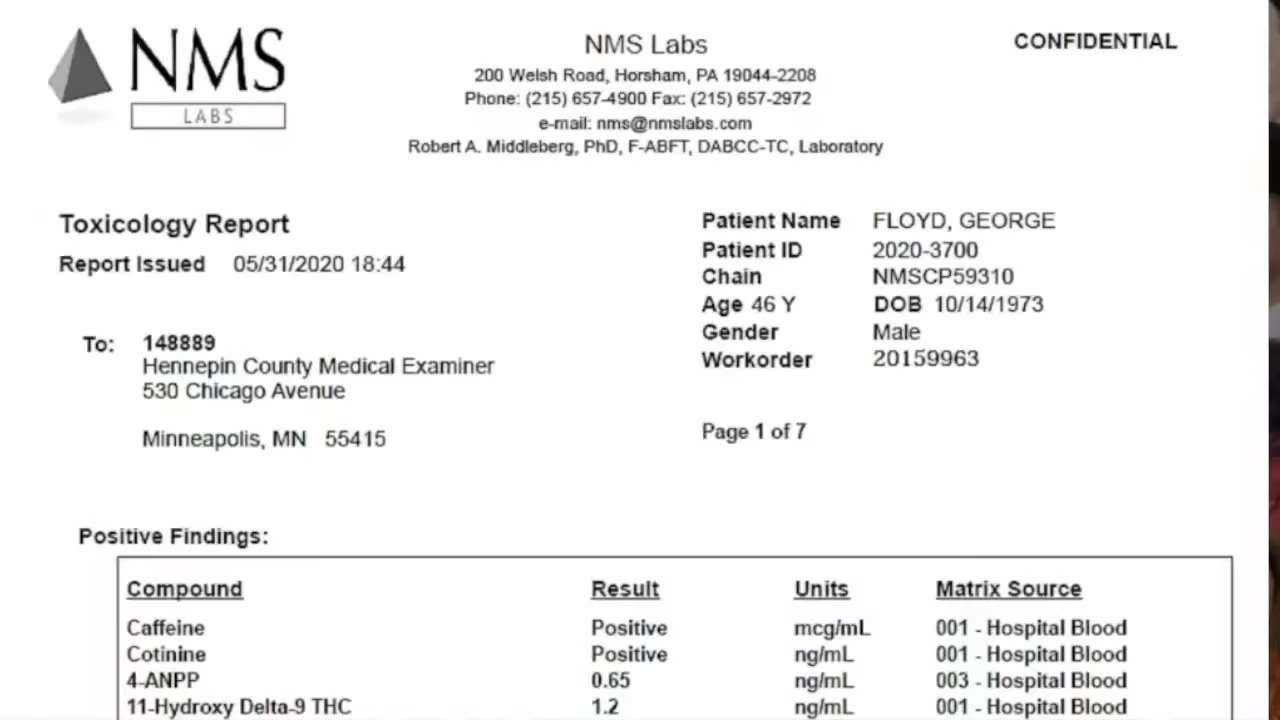 NMS
LABS
NMS Labs
CONFIDENTIAL
200 Welsh Road, Horsham, PA 19044-2208
Phone: (215) 657-4900 Fax: (215) 657-2972
e-mail: nms@nmslabs.com
Robert A. Middleberg, PhD, F-ABFT, DABCC-TC, Laboratory
Toxicology Report
Report Issued 05/31/2020 18:44
To: 148889
Hennepin County Medical Examiner
530 Chicago Avenue
Minneapolis, MN 55415
Patient Name FLOYD, GEORGE
Patient ID 2020-3700
Chain NMSCP59310
Age 46 Y DOB 10/14/1973
Gender Male
Workorder 20159963
Page 1 of 7
Positive Findings:
Compound Result Units Matrix Source
Caffeine Positive mcg/mL 001 - Hospital Blood
Cotinine Positive ng/mL 001 - Hospital Blood
4-ANPP 0.65 ng/mL 003 - Hospital Blood
11-Hydroxy Delta-9 THC 1.2 ng/mL 001 - Hospital Blood